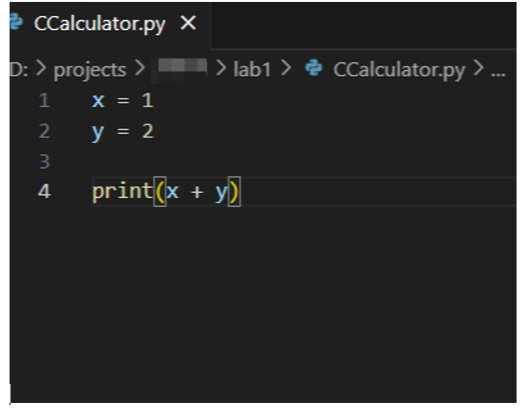 CCalculator.py ×
D: > projects > > lab1 > CCalculator.py > ...
1 x = 1
2 y = 2
3
4 print(x + y)